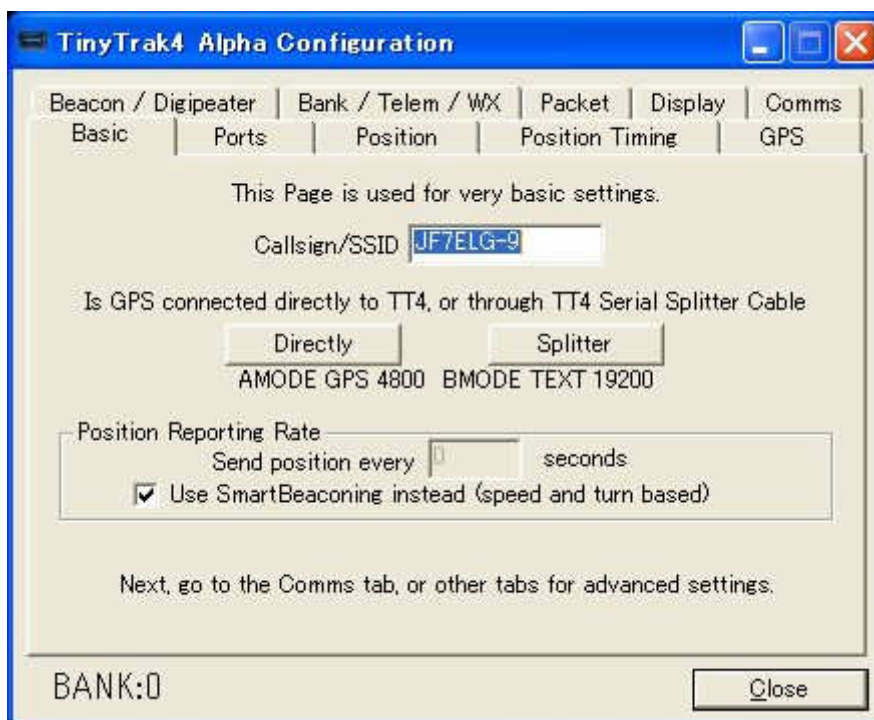 TinyTrak4 Alpha Configuration
Beacon / Digipeater Bank / Telem / WX Packet Display Comms
Basic Ports Position Position Timing GPS
This Page is used for very basic settings.
Callsign/SSID JF7ELG-9
Is GPS connected directly to TT4, or through TT4 Serial Splitter Cable
Directly Splitter
AMODE GPS 4800 BMODE TEXT 19200
Position Reporting Rate
Send position every 0 seconds
Use SmartBeaconing instead (speed and turn based)
Next, go to the Comms tab, or other tabs for advanced settings.
BANK:0 Close